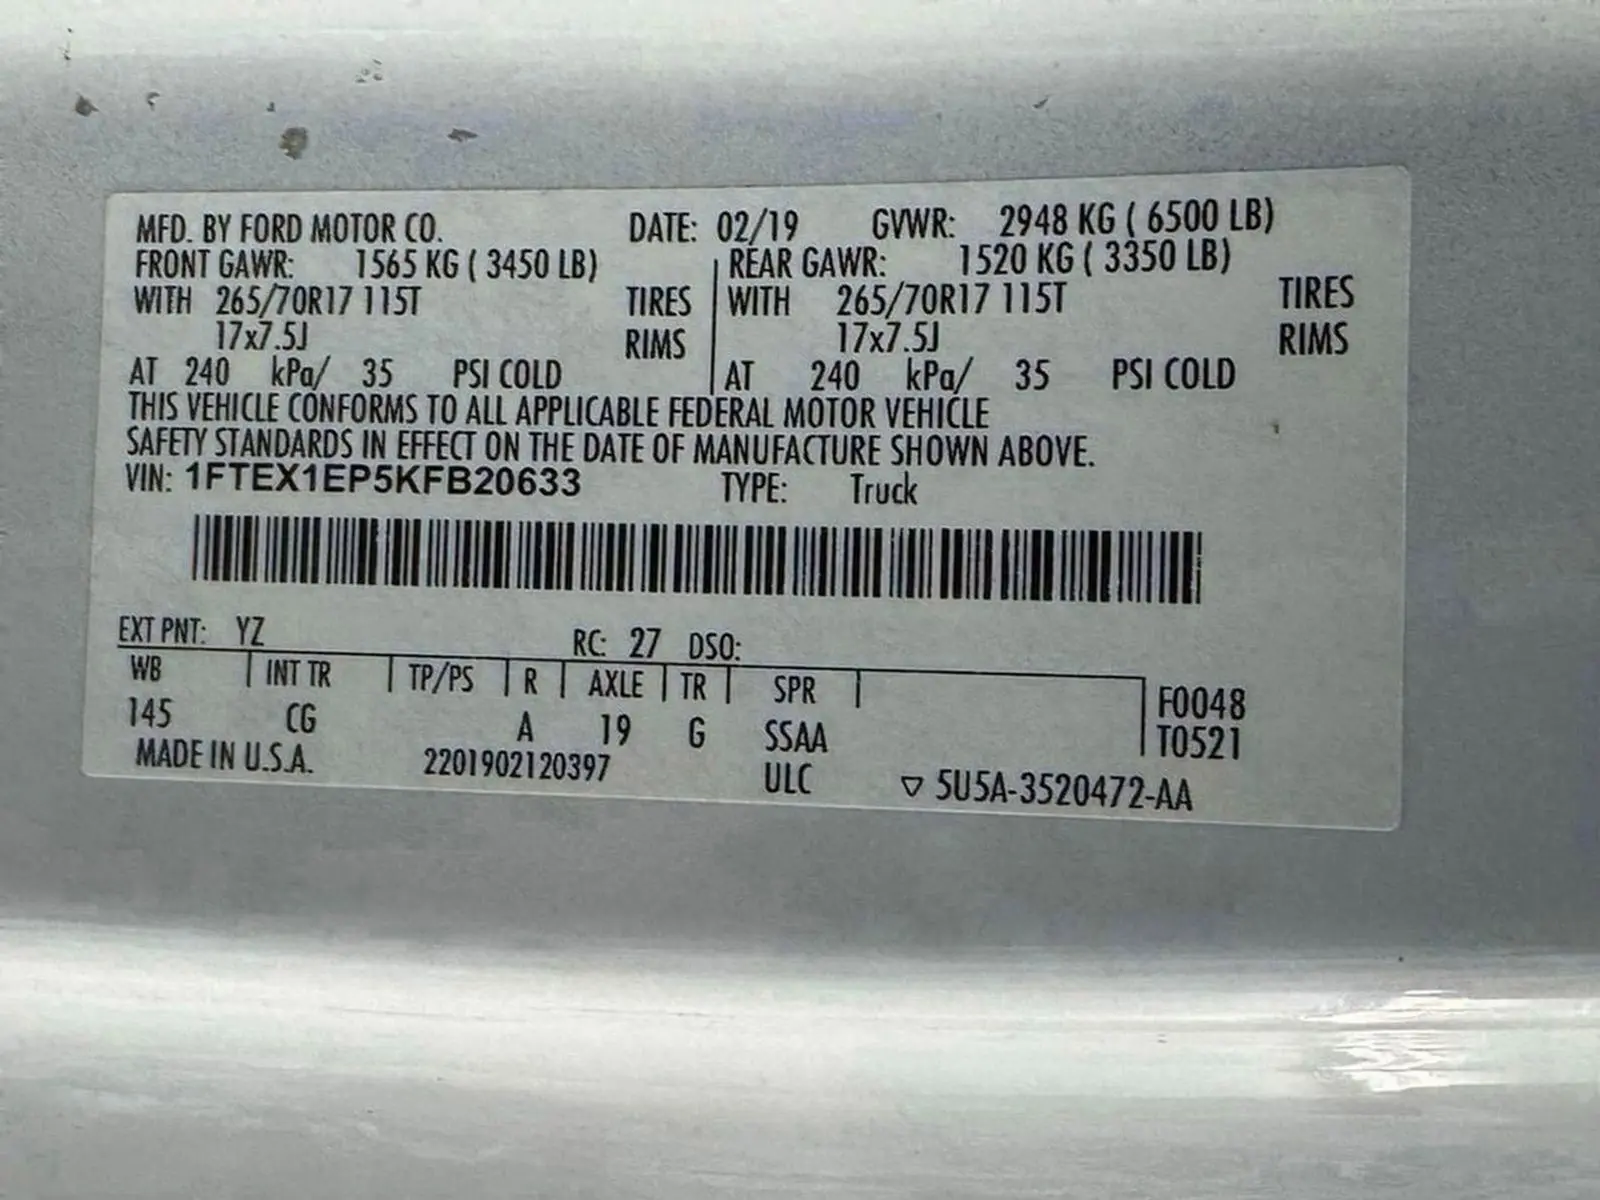 MFD. BY FORD MOTOR CO. DATE: 02/19 GVWR: 2948 KG ( 6500 LB)
FRONT GAWR: 1565 KG ( 3450 LB) REAR GAWR: 1520 KG ( 3350 LB)
WITH 265/70R17 115T TIRES WITH 265/70R17 115T TIRES
17x7.5J RIMS 17x7.5J RIMS
AT 240 kPa/ 35 PSI COLD AT 240 kPa/ 35 PSI COLD
THIS VEHICLE CONFORMS TO ALL APPLICABLE FEDERAL MOTOR VEHICLE
SAFETY STANDARDS IN EFFECT ON THE DATE OF MANUFACTURE SHOWN ABOVE.
VIN: 1FTEX1EP5KFB20633 TYPE: Truck
EXT PNT: YZ RC: 27 DSO:
WB INT TR TP/PS R AXLE TR SPR F0048
145 CG A 19 G SSAA T0521
MADE IN U.S.A. 2201902120397 ULC ▽ 5U5A-3520472-AA